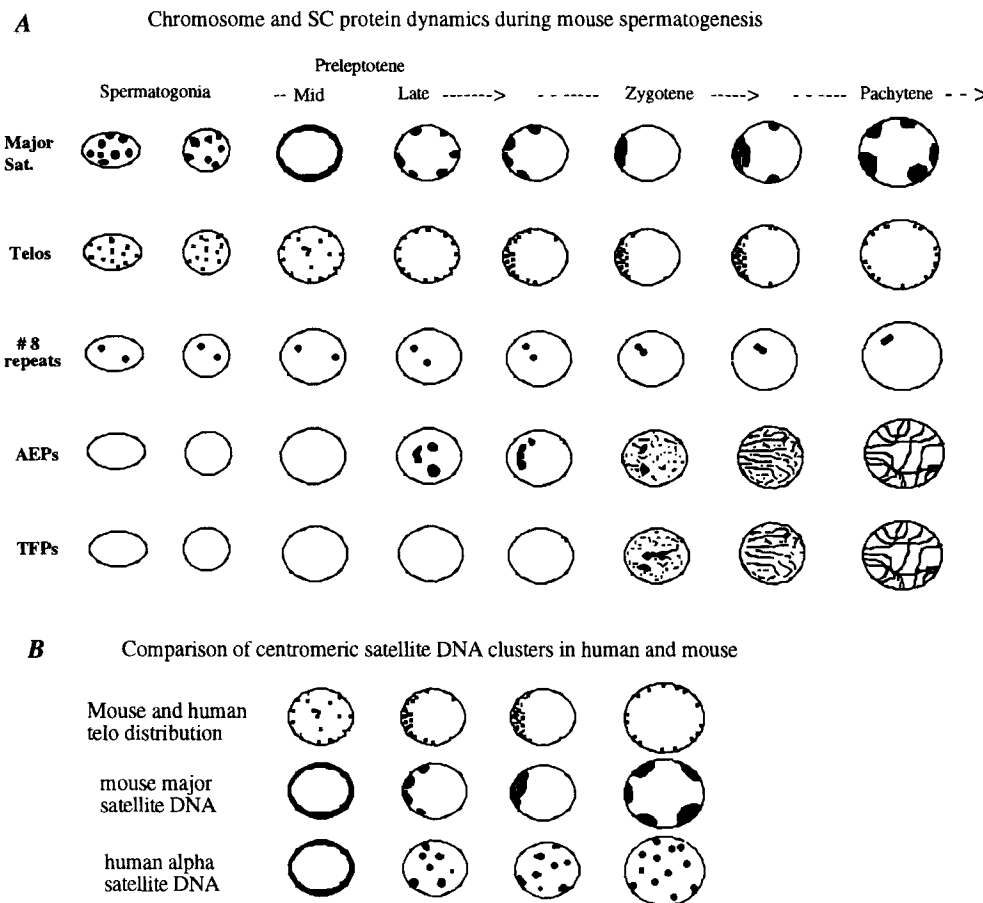 A Chromosome and SC protein dynamics during mouse spermatogenesis
Preleptotene
Spermatogonia -- Mid Late ------> - - ----- Zygotene -----> - - ----- Pachytene - - >
Major
Sat.
Telos
# 8
repeats
AEPs
TFPs
B Comparison of centromeric satellite DNA clusters in human and mouse
Mouse and human
telo distribution
mouse major
satellite DNA
human alpha
satellite DNA